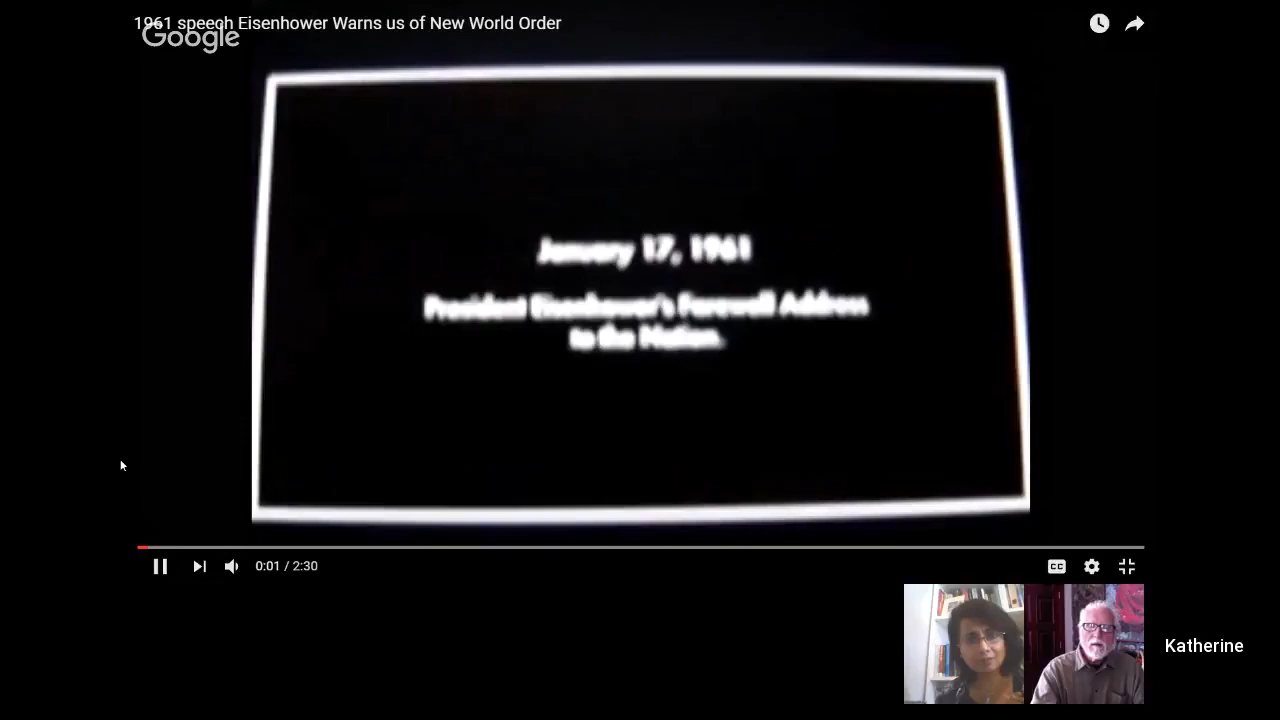 1961 speech Eisenhower Warns us of New World Order
Google
January 17, 1961
President Eisenhower's Farewell Address
to the Nation.
0:01 / 2:30
CC
Katherine